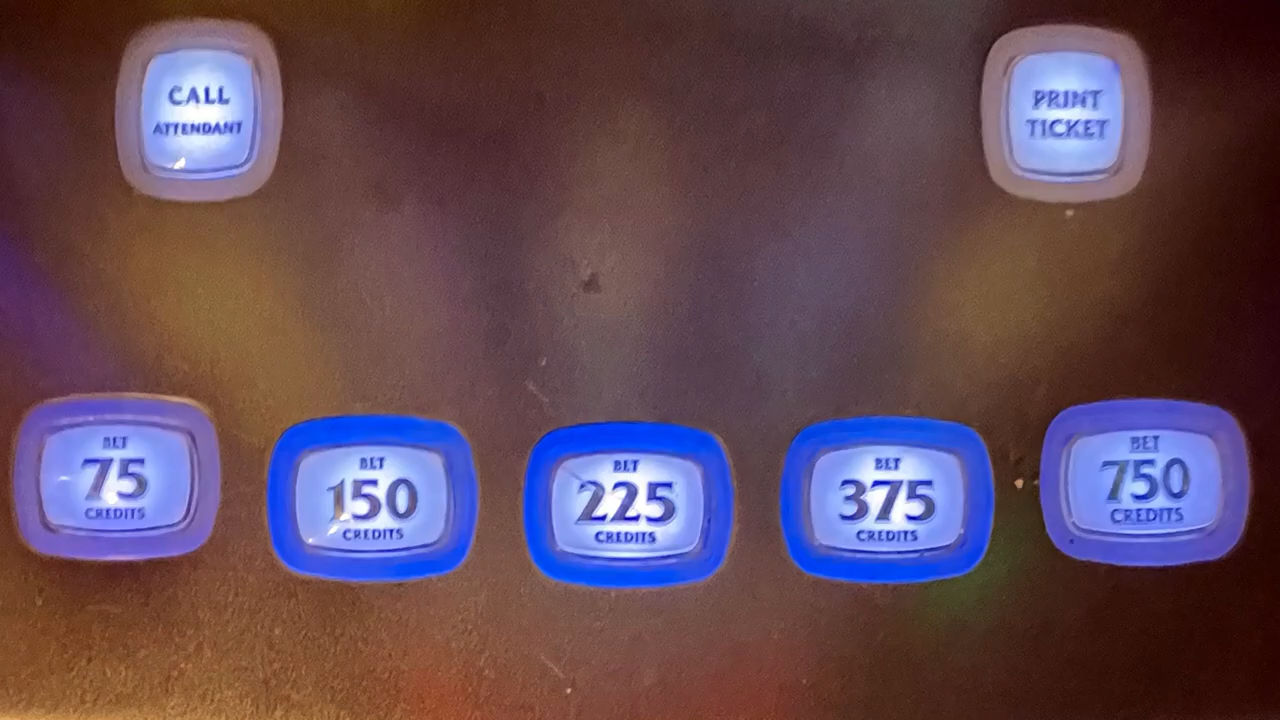 CALL
ATTENDANT
PRINT
TICKET
BET
75
CREDITS
BET
150
CREDITS
BET
225
CREDITS
BET
375
CREDITS
BET
750
CREDITS